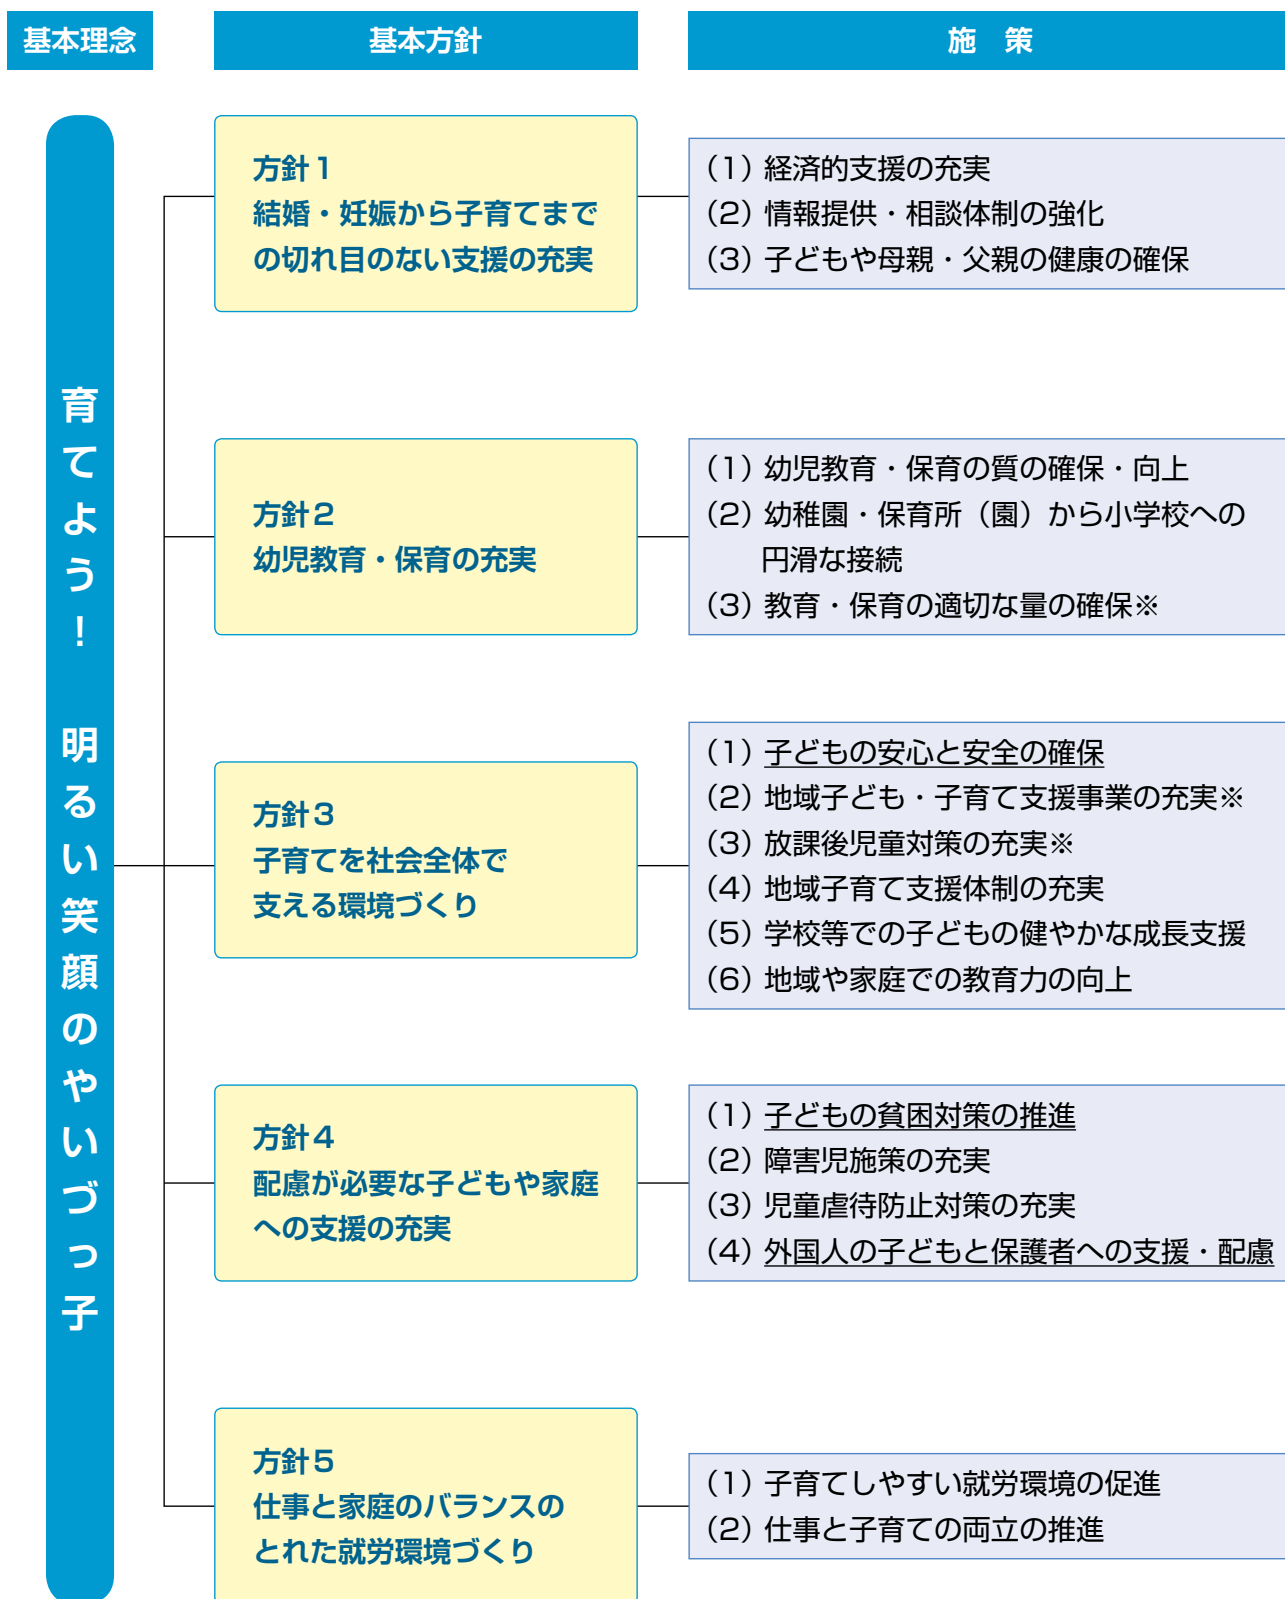 基本理念
基本方針
施　策
育てよう！　明るい笑顔のやいづっ子
方針１
結婚・妊娠から子育てまで
の切れ目のない支援の充実
（１）経済的支援の充実
（２）情報提供・相談体制の強化
（３）子どもや母親・父親の健康の確保
方針２
幼児教育・保育の充実
（１）幼児教育・保育の質の確保・向上
（２）幼稚園・保育所（園）から小学校への
円滑な接続
（３）教育・保育の適切な量の確保※
方針３
子育てを社会全体で
支える環境づくり
（１）子どもの安心と安全の確保
（２）地域子ども・子育て支援事業の充実※
（３）放課後児童対策の充実※
（４）地域子育て支援体制の充実
（５）学校等での子どもの健やかな成長支援
（６）地域や家庭での教育力の向上
方針４
配慮が必要な子どもや家庭
への支援の充実
（１）子どもの貧困対策の推進
（２）障害児施策の充実
（３）児童虐待防止対策の充実
（４）外国人の子どもと保護者への支援・配慮
方針５
仕事と家庭のバランスの
とれた就労環境づくり
（１）子育てしやすい就労環境の促進
（２）仕事と子育ての両立の推進